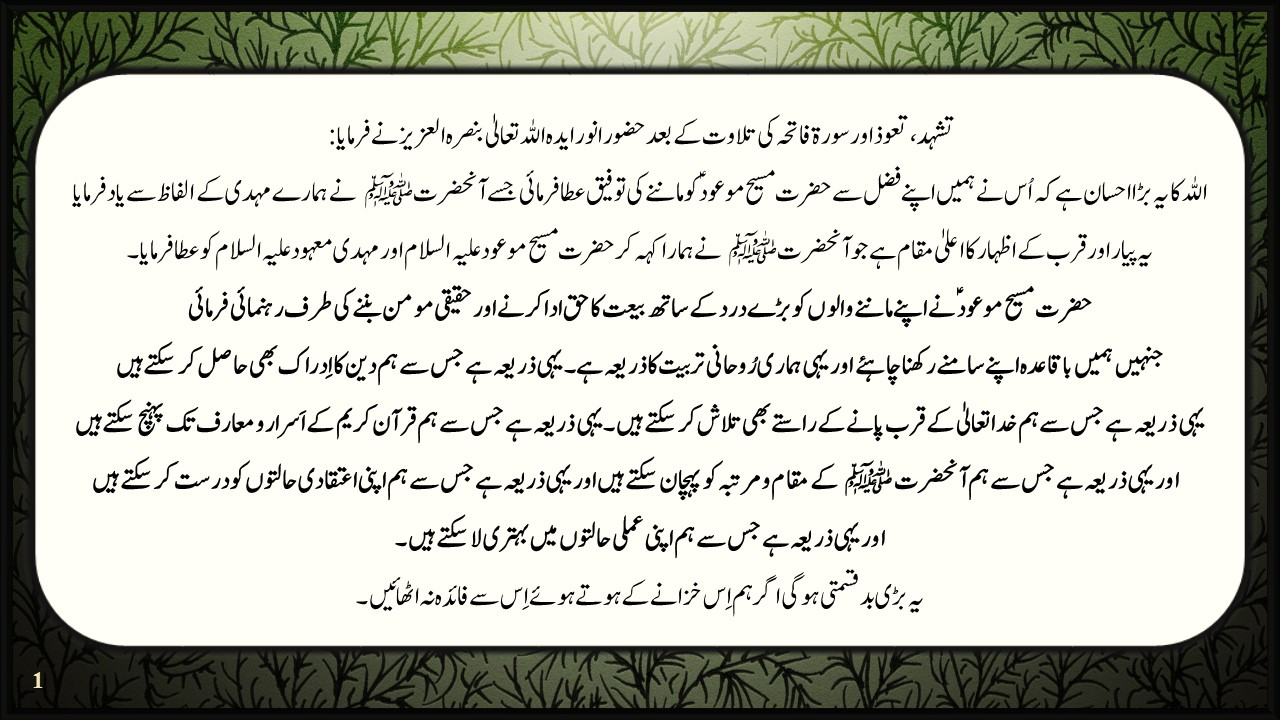 تشہد، تعوذ اور سورۃ فاتحہ کی تلاوت کے بعد حضور انور ایدہ اللہ تعالیٰ بنصرہ العزیز نے فرمایا:
اللہ کا یہ بڑا احسان ہے کہ اُس نے ہمیں اپنے فضل سے حضرت مسیح موعودؑ کو ماننے کی توفیق عطا فرمائی جسے آنحضرت ﷺ نے ہمارے مہدی کے الفاظ سے یاد فرمایا
یہ پیار اور قرب کے اظہار کا اعلیٰ مقام ہے جو آنحضرت ﷺ نے ہمارا کہہ کر حضرت مسیح موعود علیہ السلام اور مہدی معہود علیہ السلام کو عطا فرمایا۔
حضرت مسیح موعودؑ نے اپنے ماننے والوں کو بڑے درد کے ساتھ بیعت کا حق ادا کرنے اور حقیقی مومن بننے کی طرف رہنمائی فرمائی
جنہیں ہمیں باقاعدہ اپنے سامنے رکھنا چاہئے اور یہی ہماری رُوحانی تربیت کا ذریعہ ہے۔ یہی ذریعہ ہے جس سے ہم دین کا اِدراک بھی حاصل کر سکتے ہیں
یہی ذریعہ ہے جس سے ہم خدا تعالیٰ کے قرب پانے کے راستے بھی تلاش کر سکتے ہیں۔ یہی ذریعہ ہے جس سے ہم قرآن کریم کے اَسرار و معارف تک پہنچ سکتے ہیں
اور یہی ذریعہ ہے جس سے ہم آنحضرت ﷺ کے مقام و مرتبہ کو پہچان سکتے ہیں اور یہی ذریعہ ہے جس سے ہم اپنی اعتقادی حالتوں کو درست کر سکتے ہیں
اور یہی ذریعہ ہے جس سے ہم اپنی عملی حالتوں میں بہتری لا سکتے ہیں۔
یہ بڑی بدقسمتی ہو گی اگر ہم اِس خزانے کے ہوتے ہوئے اِس سے فائدہ نہ اٹھائیں۔
1